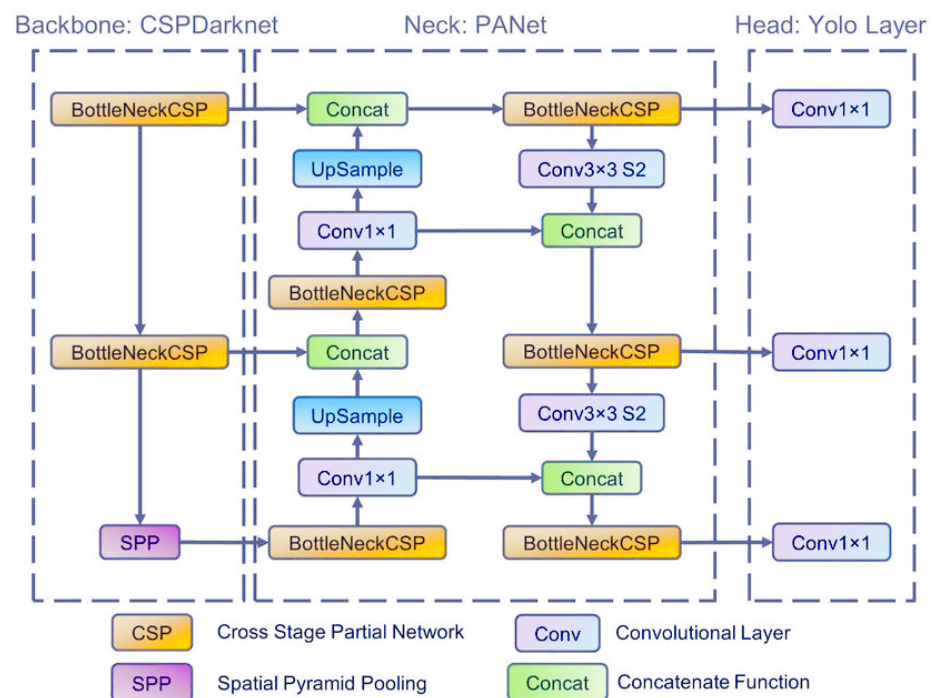 Backbone: CSPDarknet
Neck: PANet
Head: Yolo Layer
BottleNeckCSP
Concat
BottleNeckCSP
Conv1×1
UpSample
Conv3×3 S2
Conv1×1
Concat
BottleNeckCSP
BottleNeckCSP
Concat
BottleNeckCSP
Conv1×1
UpSample
Conv3×3 S2
Conv1×1
Concat
SPP
BottleNeckCSP
BottleNeckCSP
Conv1×1
CSP
Cross Stage Partial Network
Conv
Convolutional Layer
SPP
Spatial Pyramid Pooling
Concat
Concatenate Function